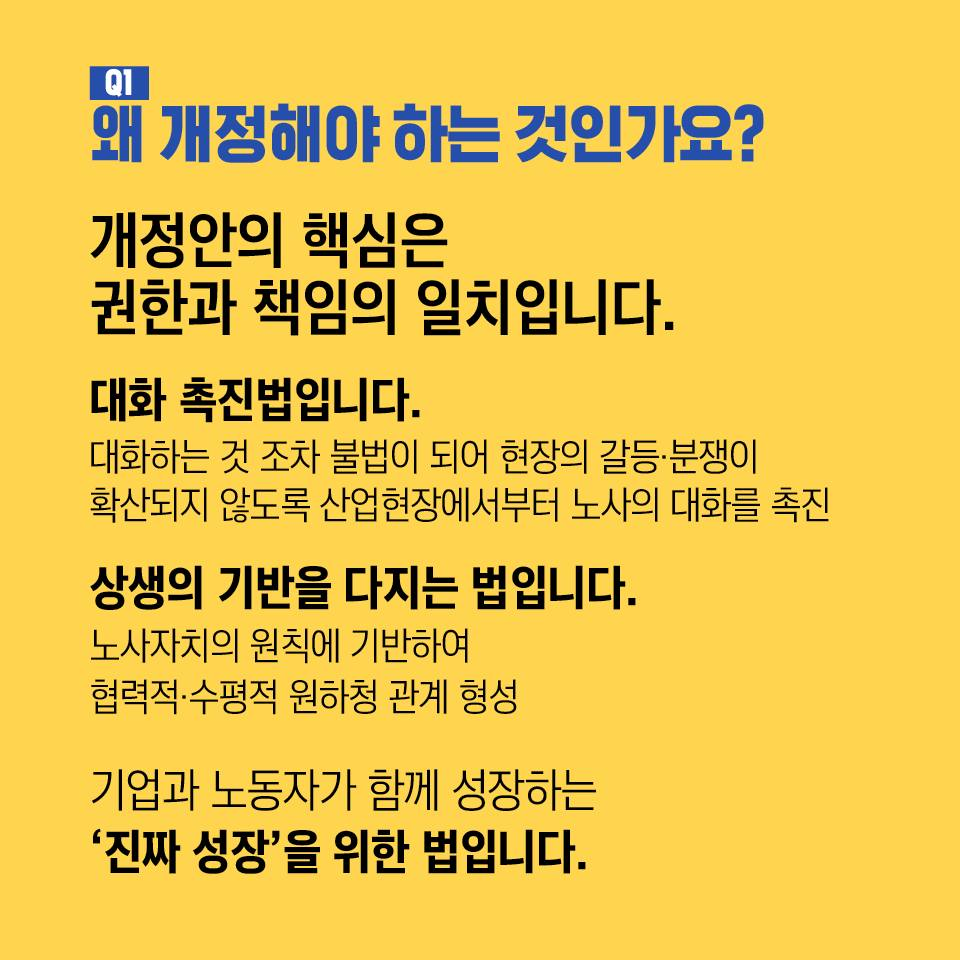 Q1
왜 개정해야 하는 것인가요?
개정안의 핵심은
권한과 책임의 일치입니다.
대화 촉진법입니다.
대화하는 것 조차 불법이 되어 현장의 갈등·분쟁이
확산되지 않도록 산업현장에서부터 노사의 대화를 촉진
상생의 기반을 다지는 법입니다.
노사자치의 원칙에 기반하여
협력적·수평적 원하청 관계 형성
기업과 노동자가 함께 성장하는
‘진짜 성장’을 위한 법입니다.